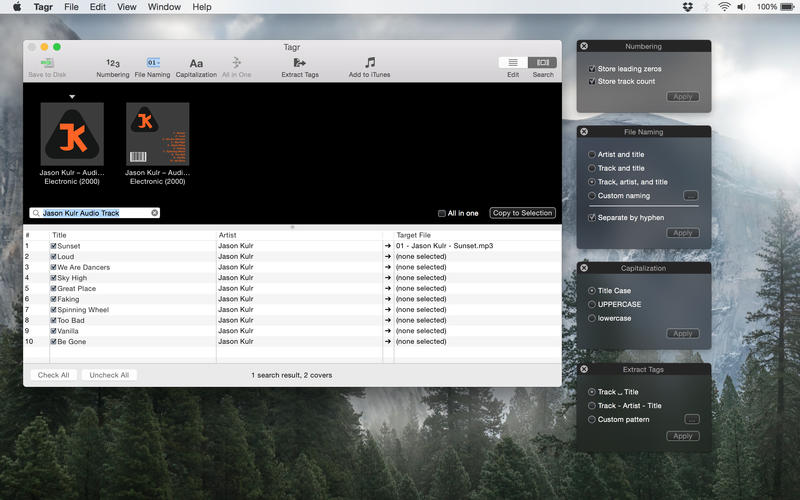 Tagr File Edit View Window Help 100%
Tagr
Save to Disk
123
Numbering
01-
File Naming
Aa
Capitalization
All in One
Extract Tags
Add to iTunes
Edit
Search
Jason Kulr – Audi...
Electronic (2000)
Jason Kulr – Audi...
Electronic (2000)
Jason Kulr Audio Track
All in one
Copy to Selection
# Title Artist Target File
1 Sunset Jason Kulr 01 - Jason Kulr - Sunset.mp3
2 Loud Jason Kulr (none selected)
3 We Are Dancers Jason Kulr (none selected)
4 Sky High Jason Kulr (none selected)
5 Great Place Jason Kulr (none selected)
6 Faking Jason Kulr (none selected)
7 Spinning Wheel Jason Kulr (none selected)
8 Too Bad Jason Kulr (none selected)
9 Vanilla Jason Kulr (none selected)
10 Be Gone Jason Kulr (none selected)
Check All
Uncheck All
1 search result, 2 covers
Numbering
Store leading zeros
Store track count
Apply
File Naming
Artist and title
Track and title
Track, artist, and title
Custom naming
...
Separate by hyphen
Apply
Capitalization
Title Case
UPPERCASE
lowercase
Apply
Extract Tags
Track ␣ Title
Track - Artist - Title
Custom pattern
...
Apply